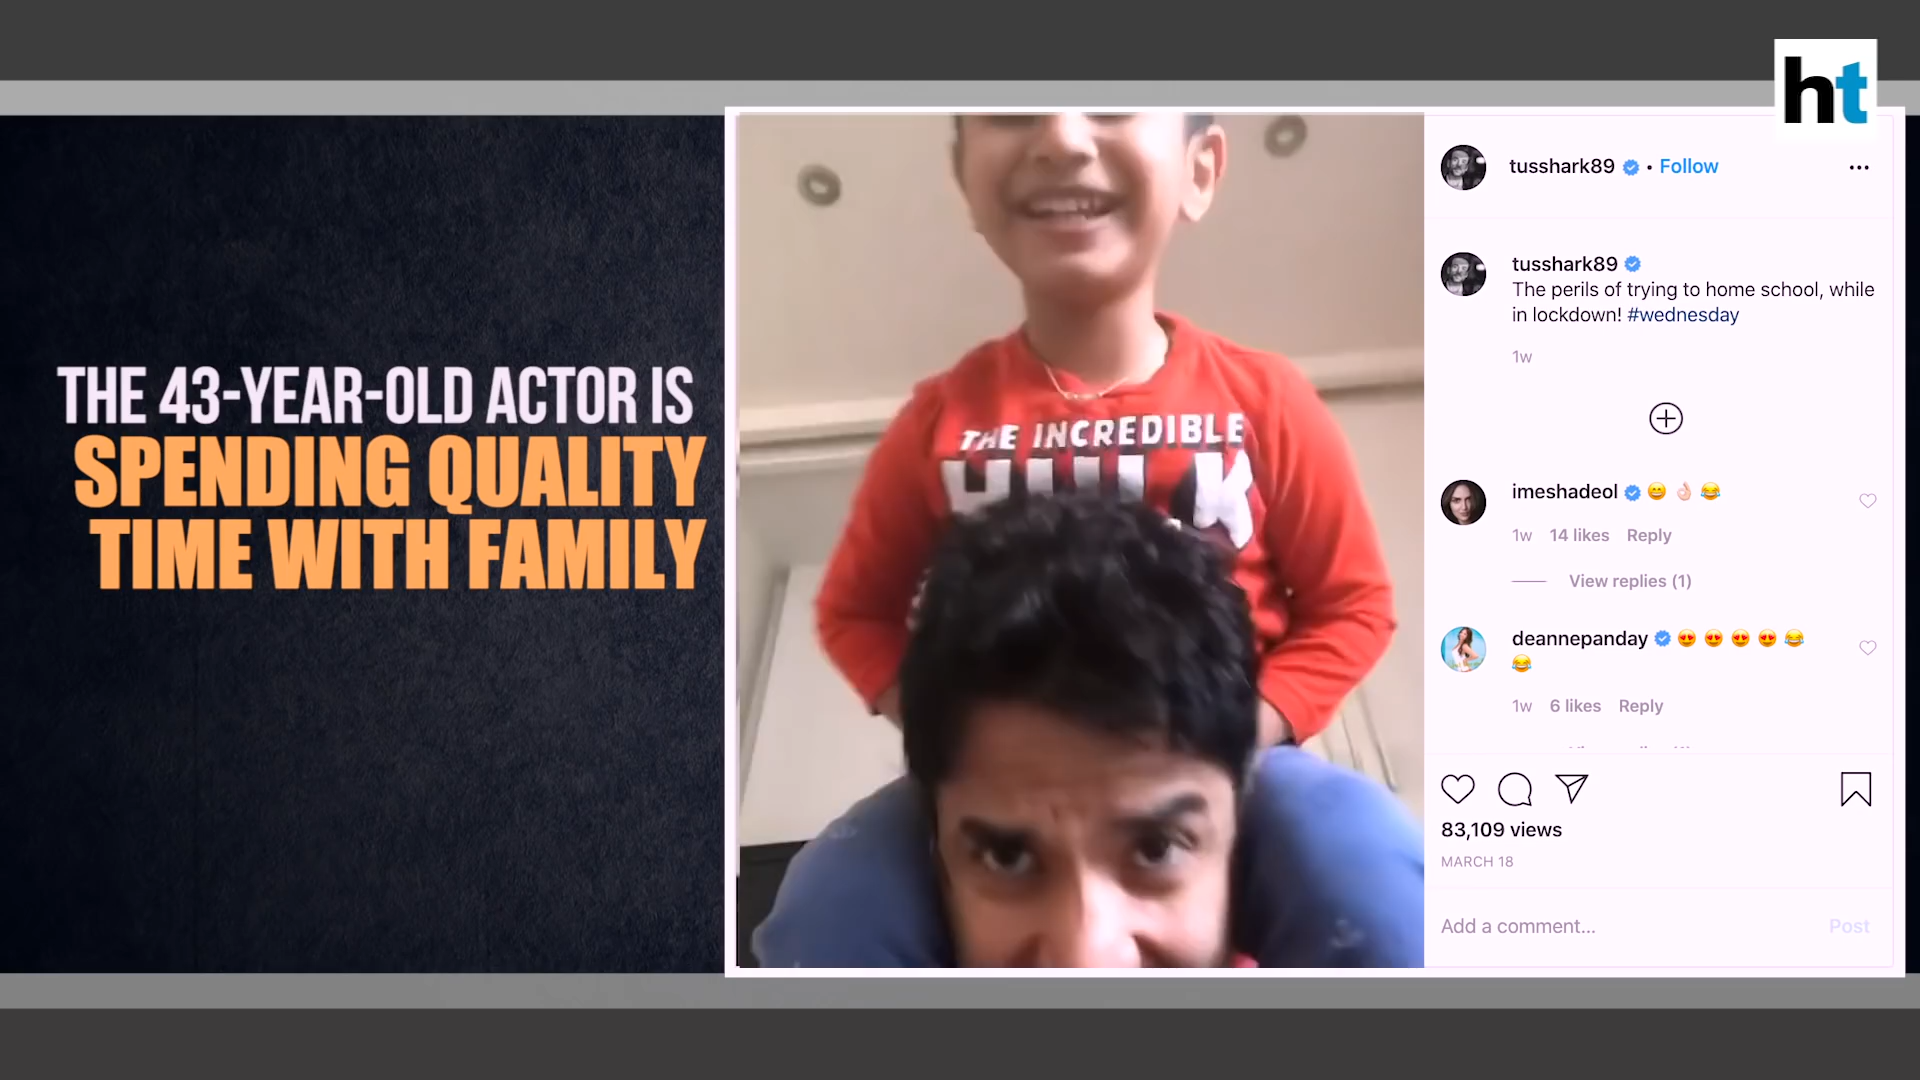 ht
THE 43-YEAR-OLD ACTOR IS
SPENDING QUALITY
TIME WITH FAMILY
THE INCREDIBLE
HULK
tusshark89 • Follow
tusshark89
The perils of trying to home school, while
in lockdown! #wednesday
1w
imeshadeol 😄 👌🏻 😂
1w 14 likes Reply
View replies (1)
deannepanday 😍 😍 😍 😍 😂
😂
1w 6 likes Reply
83,109 views
MARCH 18
Add a comment... Post